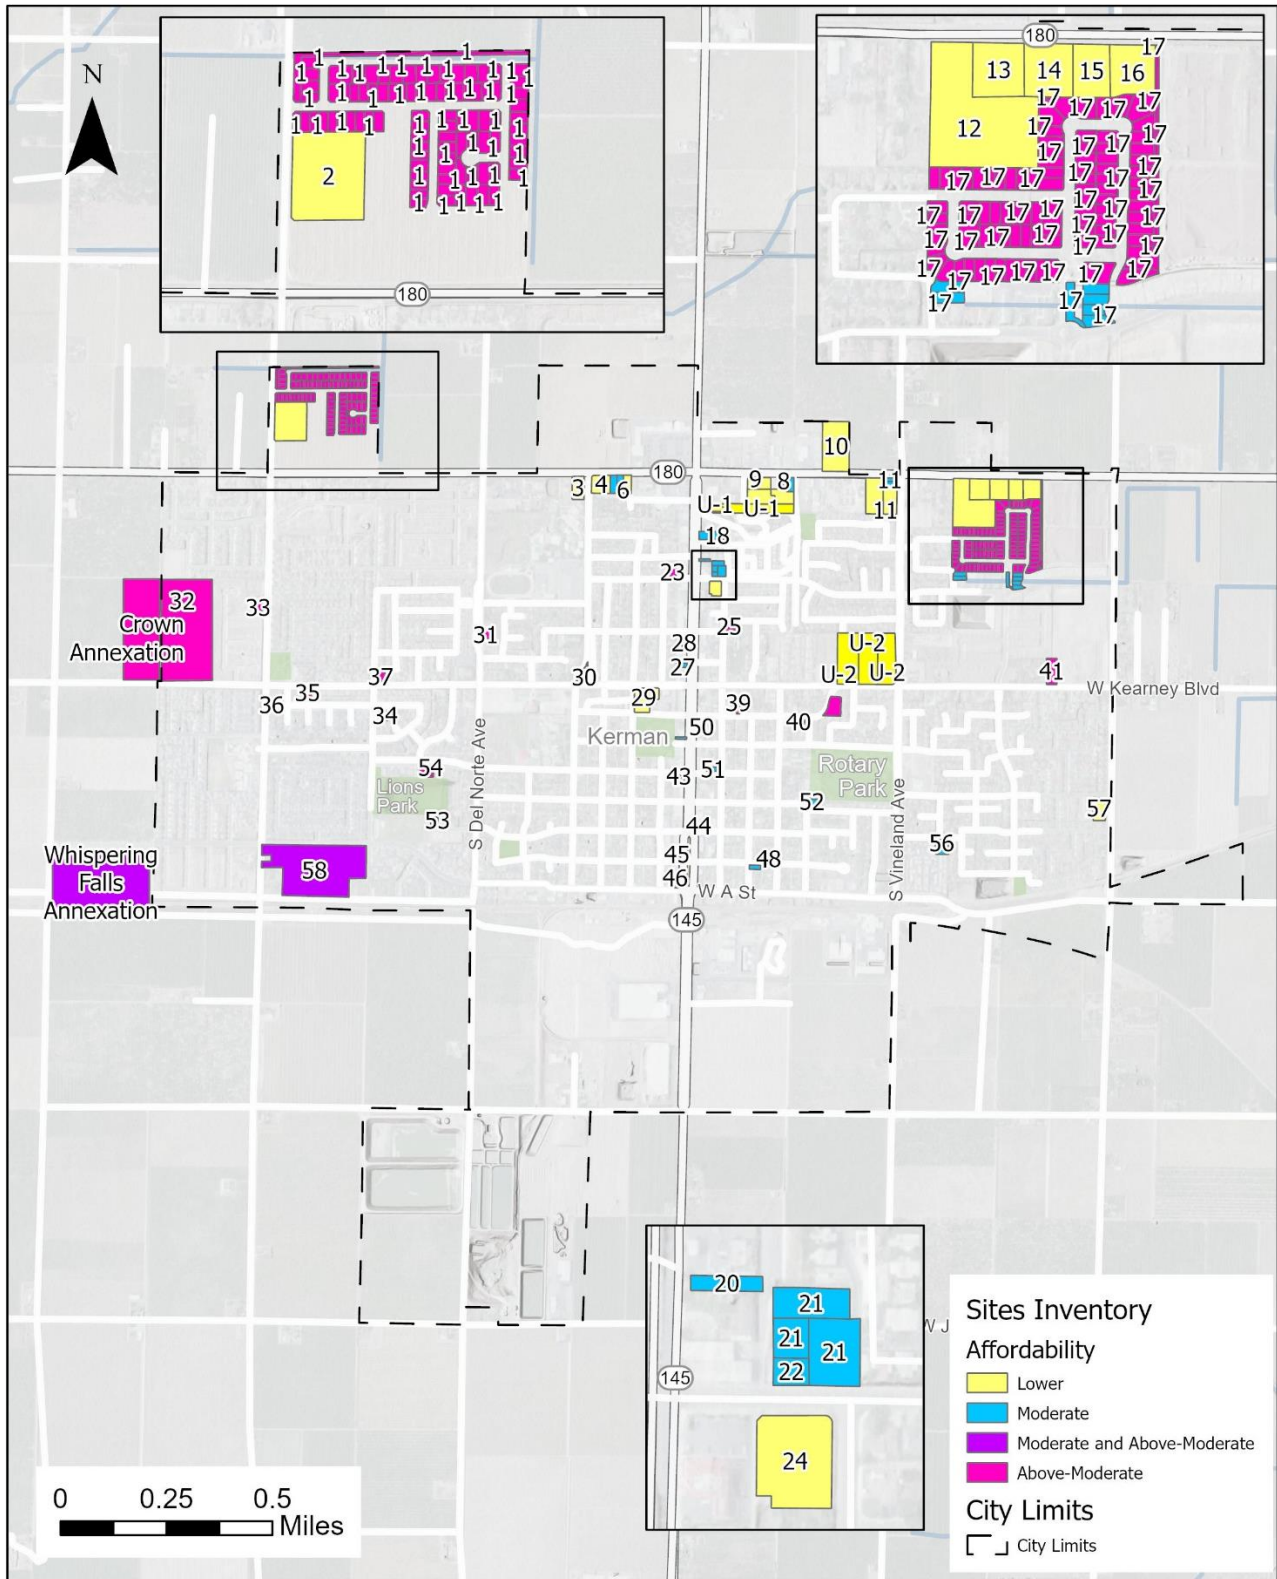 N
1 1 1 1 1 1 1
1 1 1 1 1 1 1 1 1
1 1 1 1 1 1 1 1 1
1 1 1 1 1 1 1
1 1 1 1
1 1 1 1
1 1 1 1
1 1 1 1 1
2
180
180
17
13 14 15 16
17 17 17 17
12 17 17
17 17 17 17
17 17 17 17 17 17
17 17 17 17 17 17
17 17 17 17 17 17
17 17 17 17 17
17 17 17 17 17 17 17
17 17
180
10
3 4 6
9 8 11
U-1 U-1 11
18
23
32 33
Crown
Annexation
25
31
28
U-2
27
37 30
U-2 U-2
41
W Kearney Blvd
35
36
34
29
39
40
Kerman
50
S Del Norte Ave
54
Lions
Park
43
51
Rotary
Park
S Vineland Ave
52
53
57
44
56
Whispering
Falls
Annexation
58
45
48
46
W A St
145
20
21
21 21
22
145
24
W J
Sites Inventory
Affordability
Lower
Moderate
Moderate and Above-Moderate
Above-Moderate
City Limits
City Limits
0 0.25 0.5
Miles